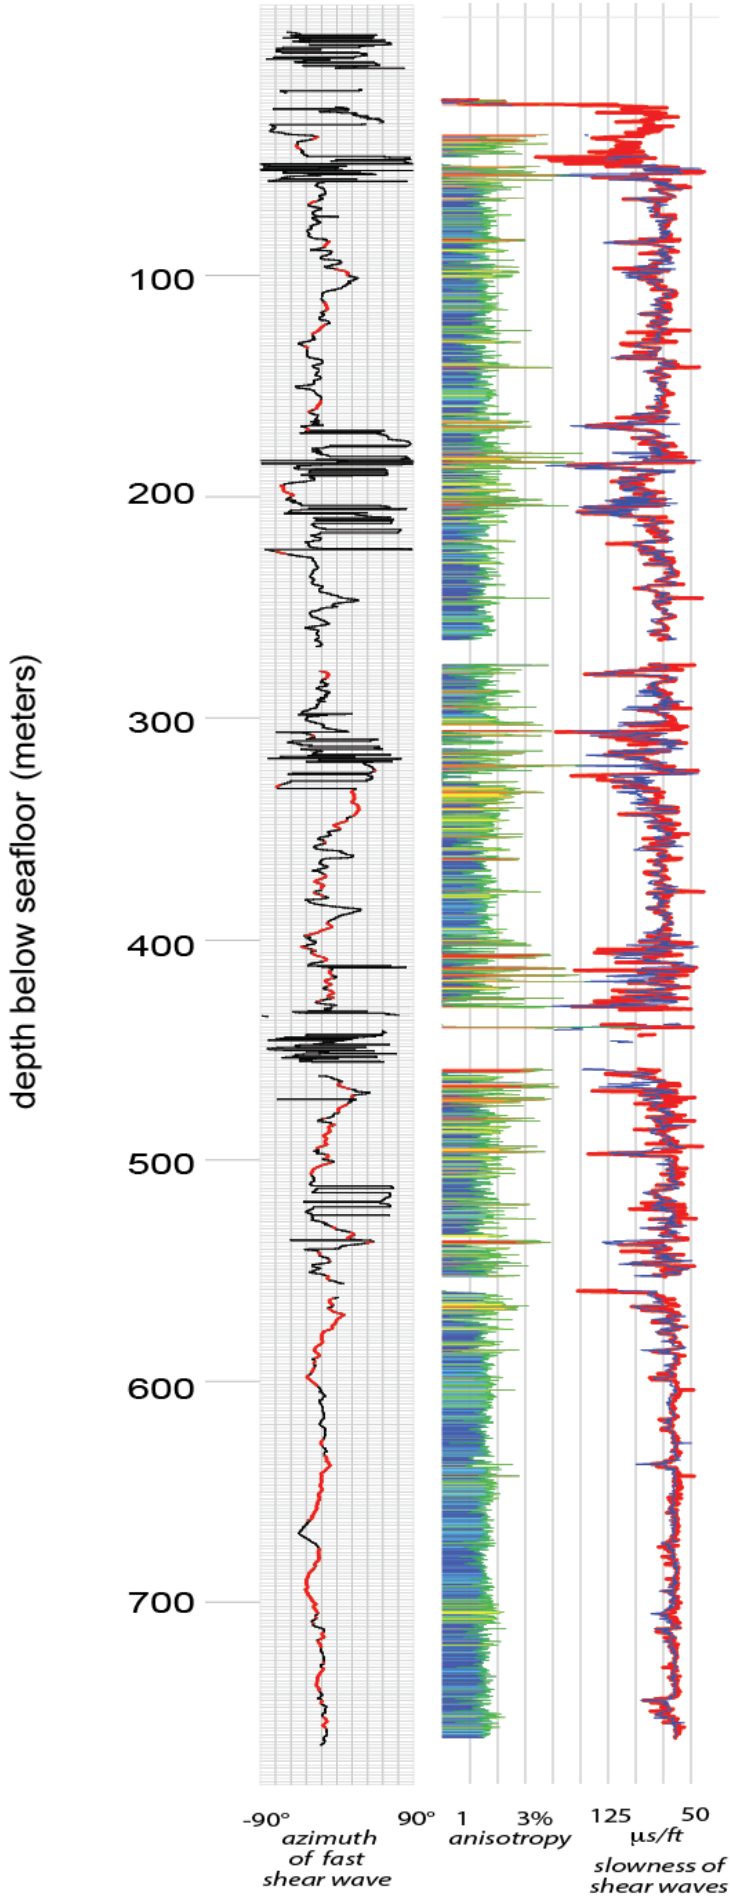 depth below seafloor (meters)
100
200
300
400
500
600
700
-90° 90° 1 3% 125 50
azimuth
of fast
shear wave
anisotropy
µs/ft
slowness of
shear waves